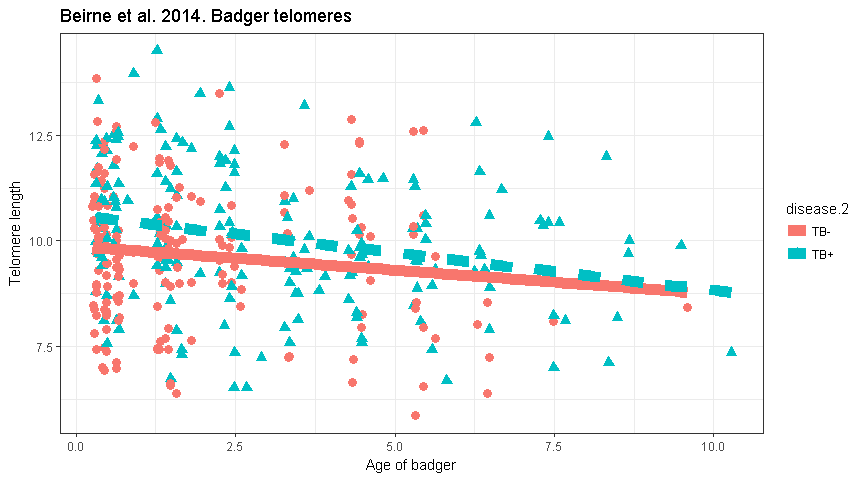 Beirne et al. 2014. Badger telomeres
Telomere length
12.5
10.0
7.5
0.0
2.5
5.0
7.5
10.0
Age of badger
disease.2
TB-
TB+